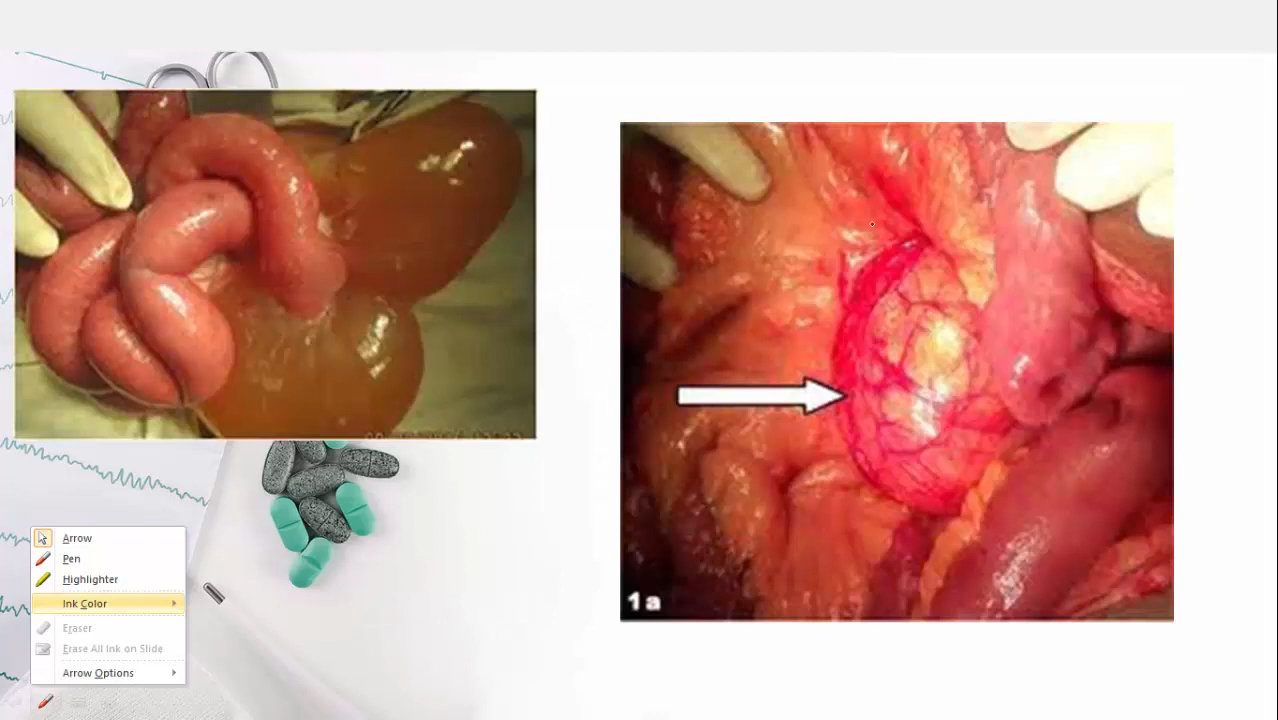 1a
Arrow
Pen
Highlighter
Ink Color
Eraser
Erase All Ink on Slide
Arrow Options